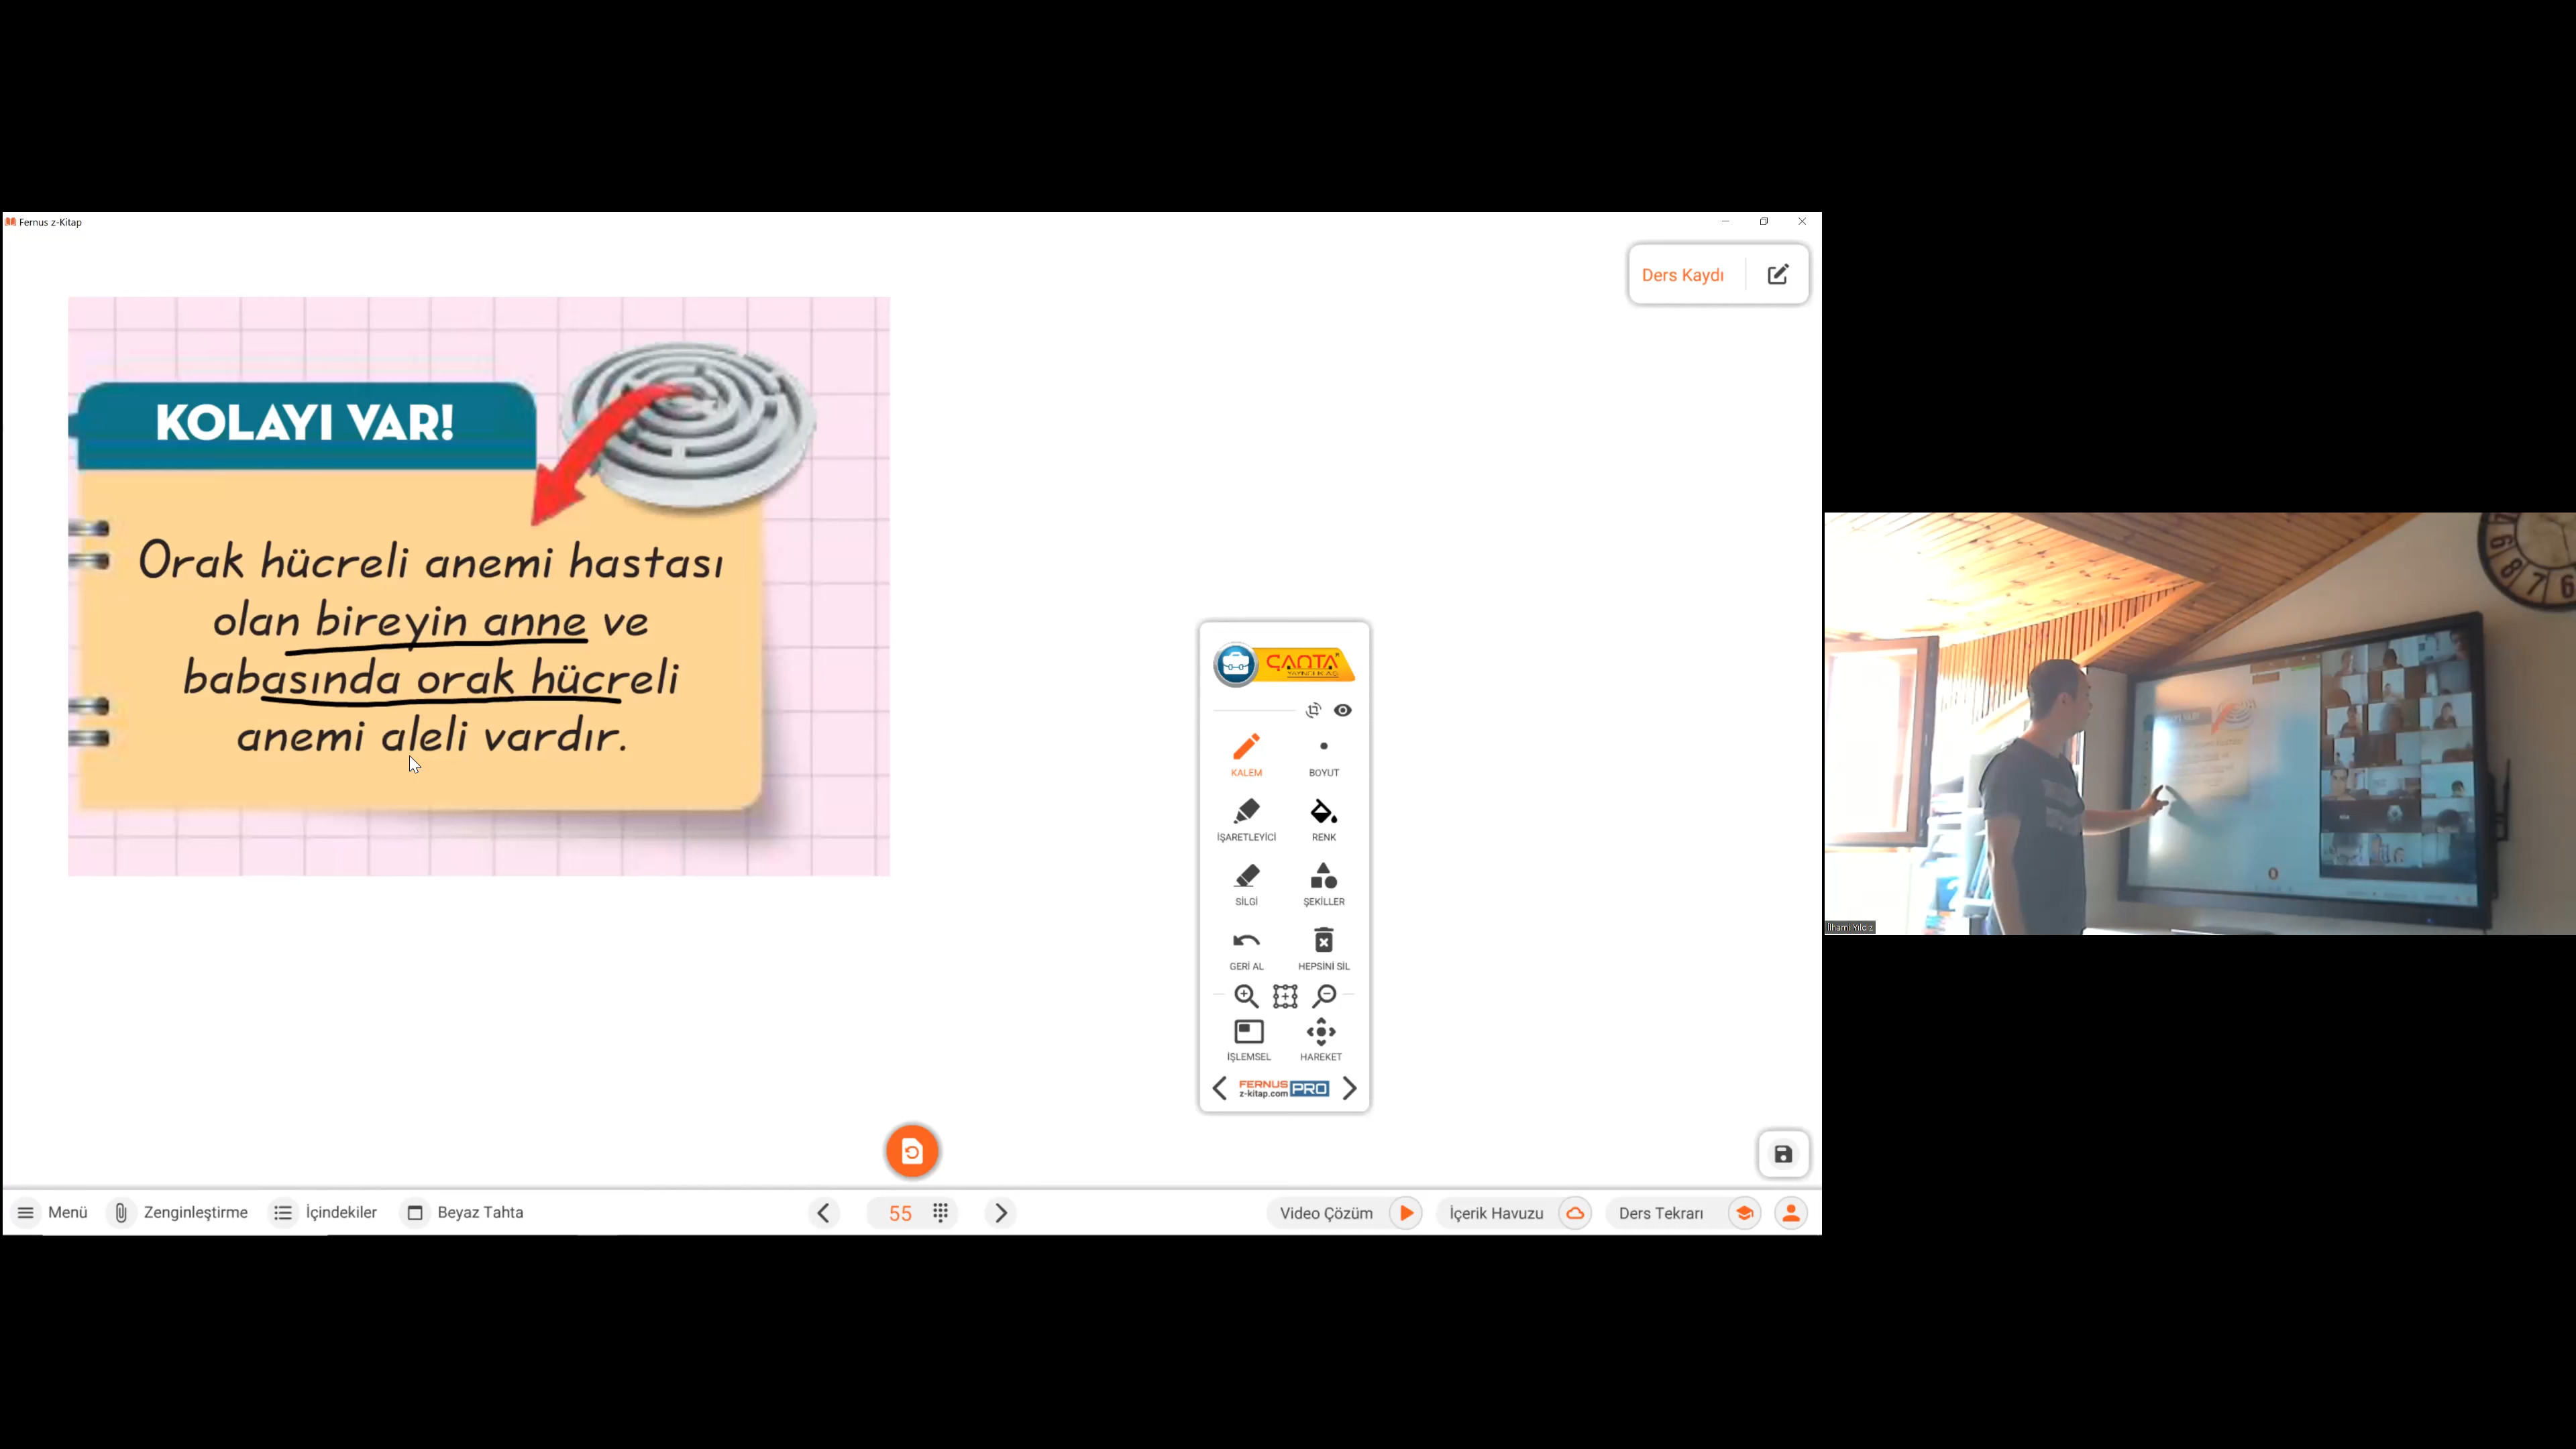 Fernus z-Kitap
Ders Kaydı
KOLAYI VAR!
Orak hücreli anemi hastası
olan bireyin anne ve
babasında orak hücreli
anemi aleli vardır.
ÇANTA
YAYINCILIK A.Ş.
KALEM
BOYUT
İŞARETLEYİCİ
RENK
SİLGİ
ŞEKİLLER
GERİ AL
HEPSİNİ SİL
İŞLEMSEL
HAREKET
FERNUS PRO
z-kitap.com
Menü
Zenginleştirme
İçindekiler
Beyaz Tahta
55
Video Çözüm
İçerik Havuzu
Ders Tekrarı
İlhami Yıldız